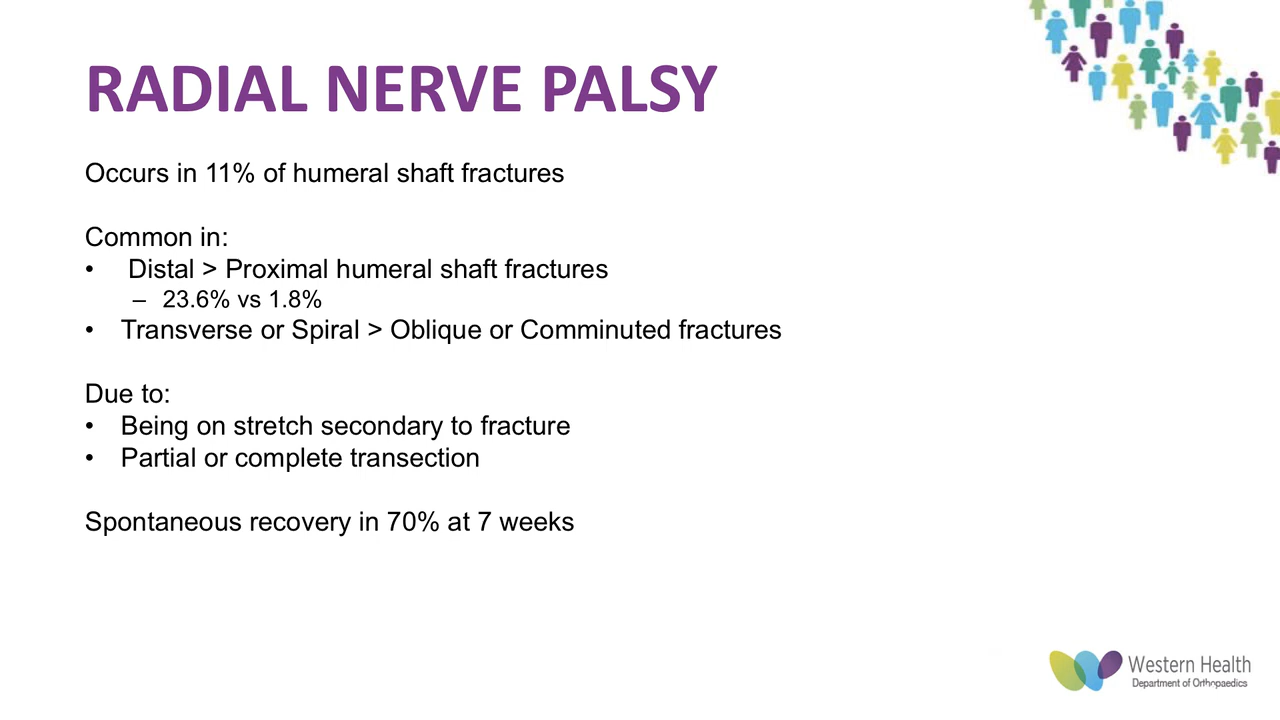 RADIAL NERVE PALSY
Occurs in 11% of humeral shaft fractures
Common in:
• Distal > Proximal humeral shaft fractures
– 23.6% vs 1.8%
• Transverse or Spiral > Oblique or Comminuted fractures
Due to:
• Being on stretch secondary to fracture
• Partial or complete transection
Spontaneous recovery in 70% at 7 weeks
Western Health
Department of Orthopaedics